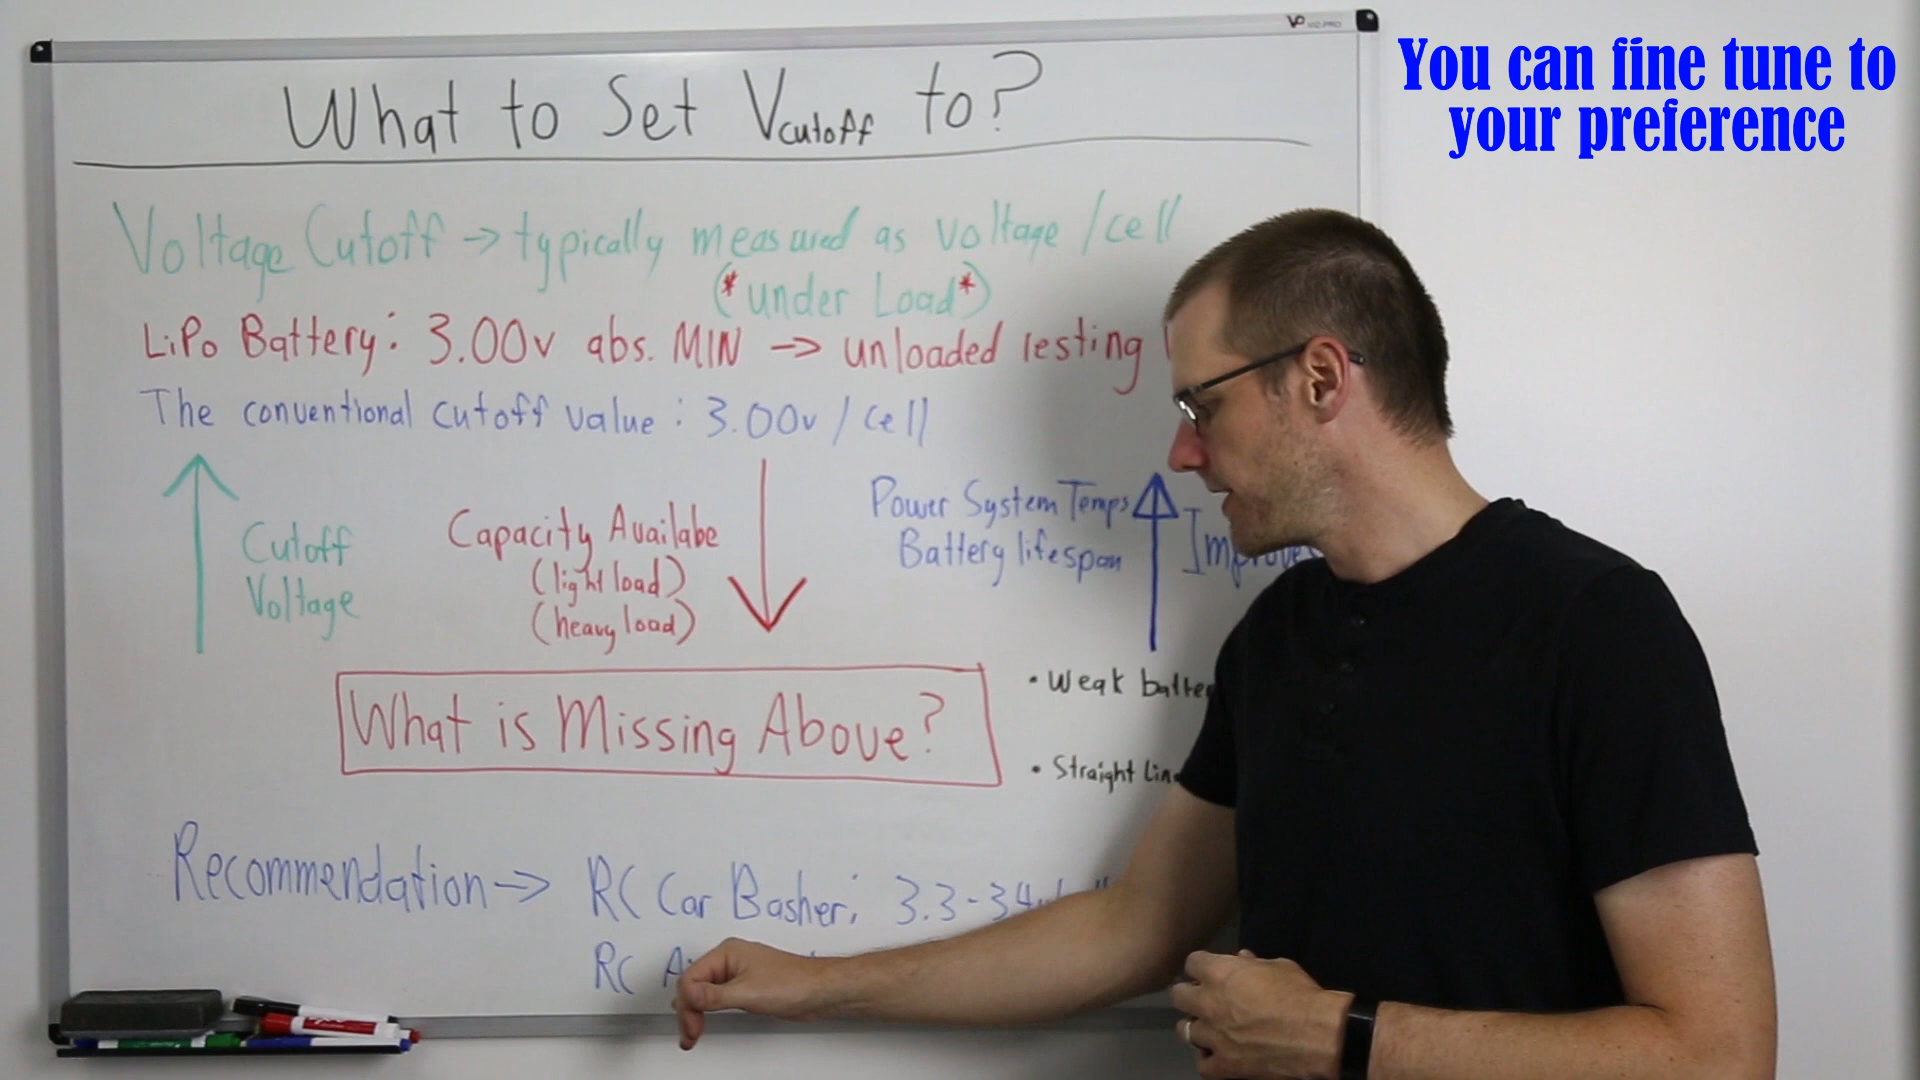 You can fine tune to
your preference
What to Set Vcutoff to?
Voltage Cutoff → typically measured as voltage /cell
(*under Load*)
LiPo Battery: 3.00v abs. MIN → unloaded resting
The conventional cutoff value: 3.00v / cell
Cutoff
Voltage
Capacity Availabe
(light load)
(heavy load)
Power System Temps
Battery lifespan
What is Missing Above?
• Weak
• Straight
Recommendation → RC Car Basher: 3.3-3.4
RC